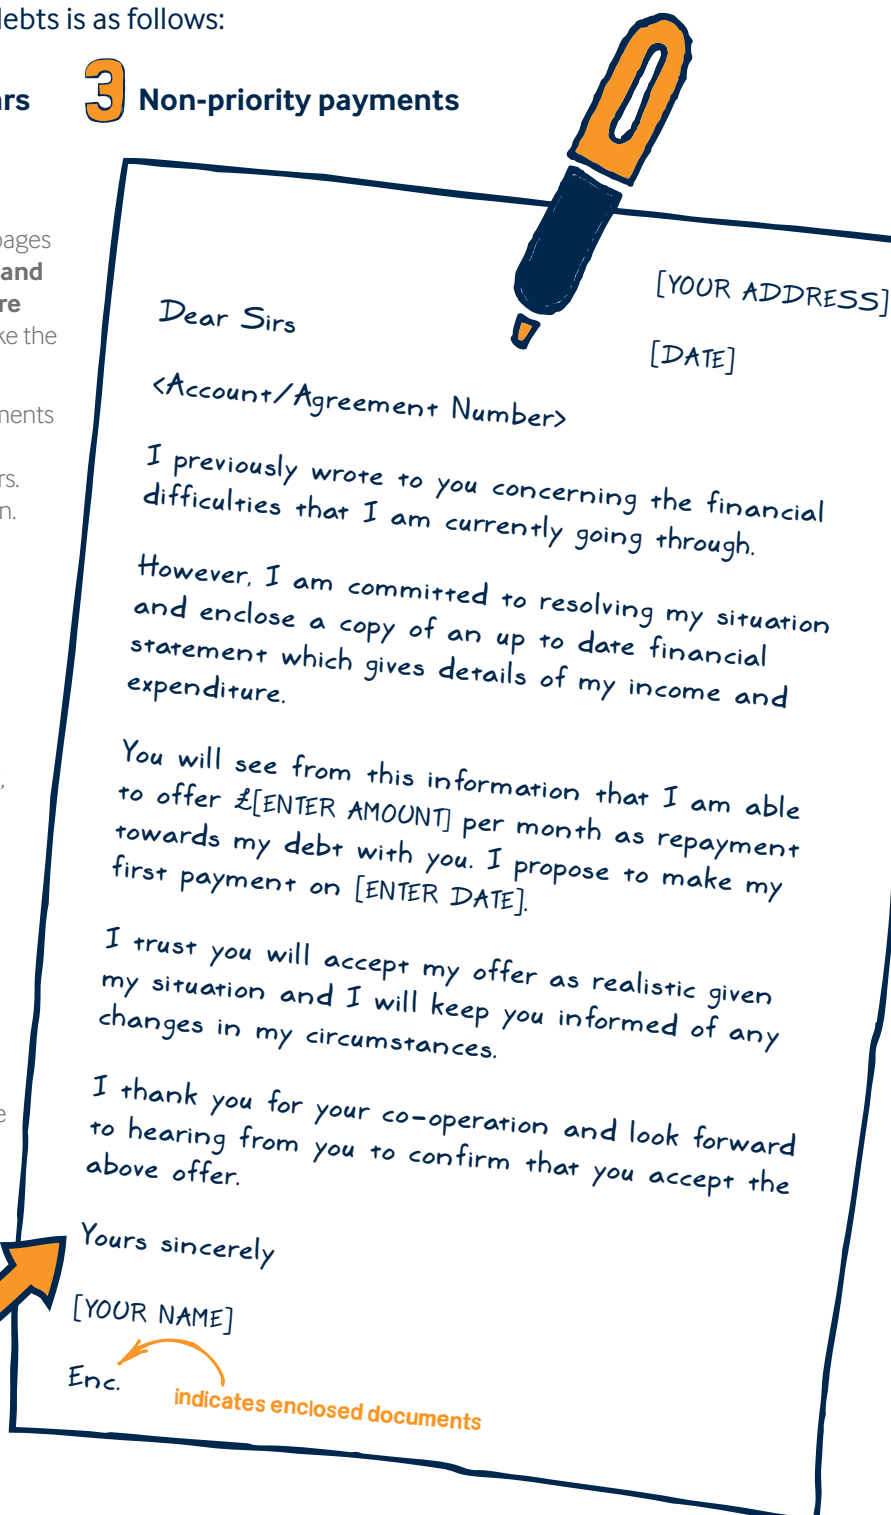 debts is as follows:
3 Non-priority payments
and
ke the
[YOUR ADDRESS]
[DATE]
Dear Sirs
<Account/Agreement Number>
I previously wrote to you concerning the financial
difficulties that I am currently going through.
However, I am committed to resolving my situation
and enclose a copy of an up to date financial
statement which gives details of my income and
expenditure.
You will see from this information that I am able
to offer £[ENTER AMOUNT] per month as repayment
towards my debt with you. I propose to make my
first payment on [ENTER DATE].
I trust you will accept my offer as realistic given
my situation and I will keep you informed of any
changes in my circumstances.
I thank you for your co-operation and look forward
to hearing from you to confirm that you accept the
above offer.
Yours sincerely
[YOUR NAME]
Enc.
indicates enclosed documents